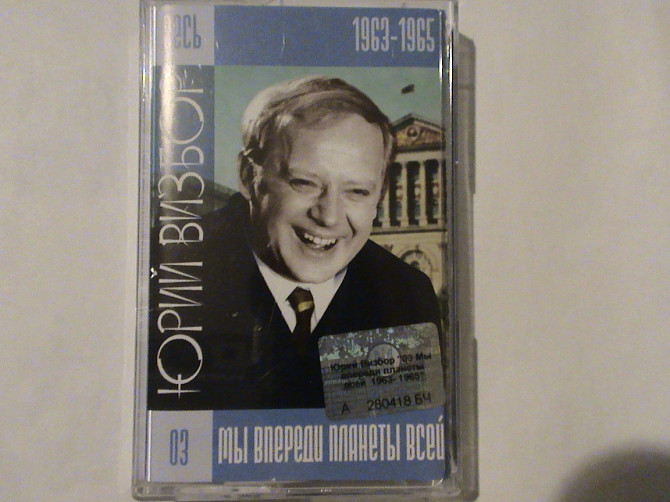 весь
1963-1965
ЮРИЙ ВИЗБОР
Юрий Визбор "03 Мы
впереди планеты
всей 1963-1965"
А 280418 БЧ
03
Мы впереди планеты всей